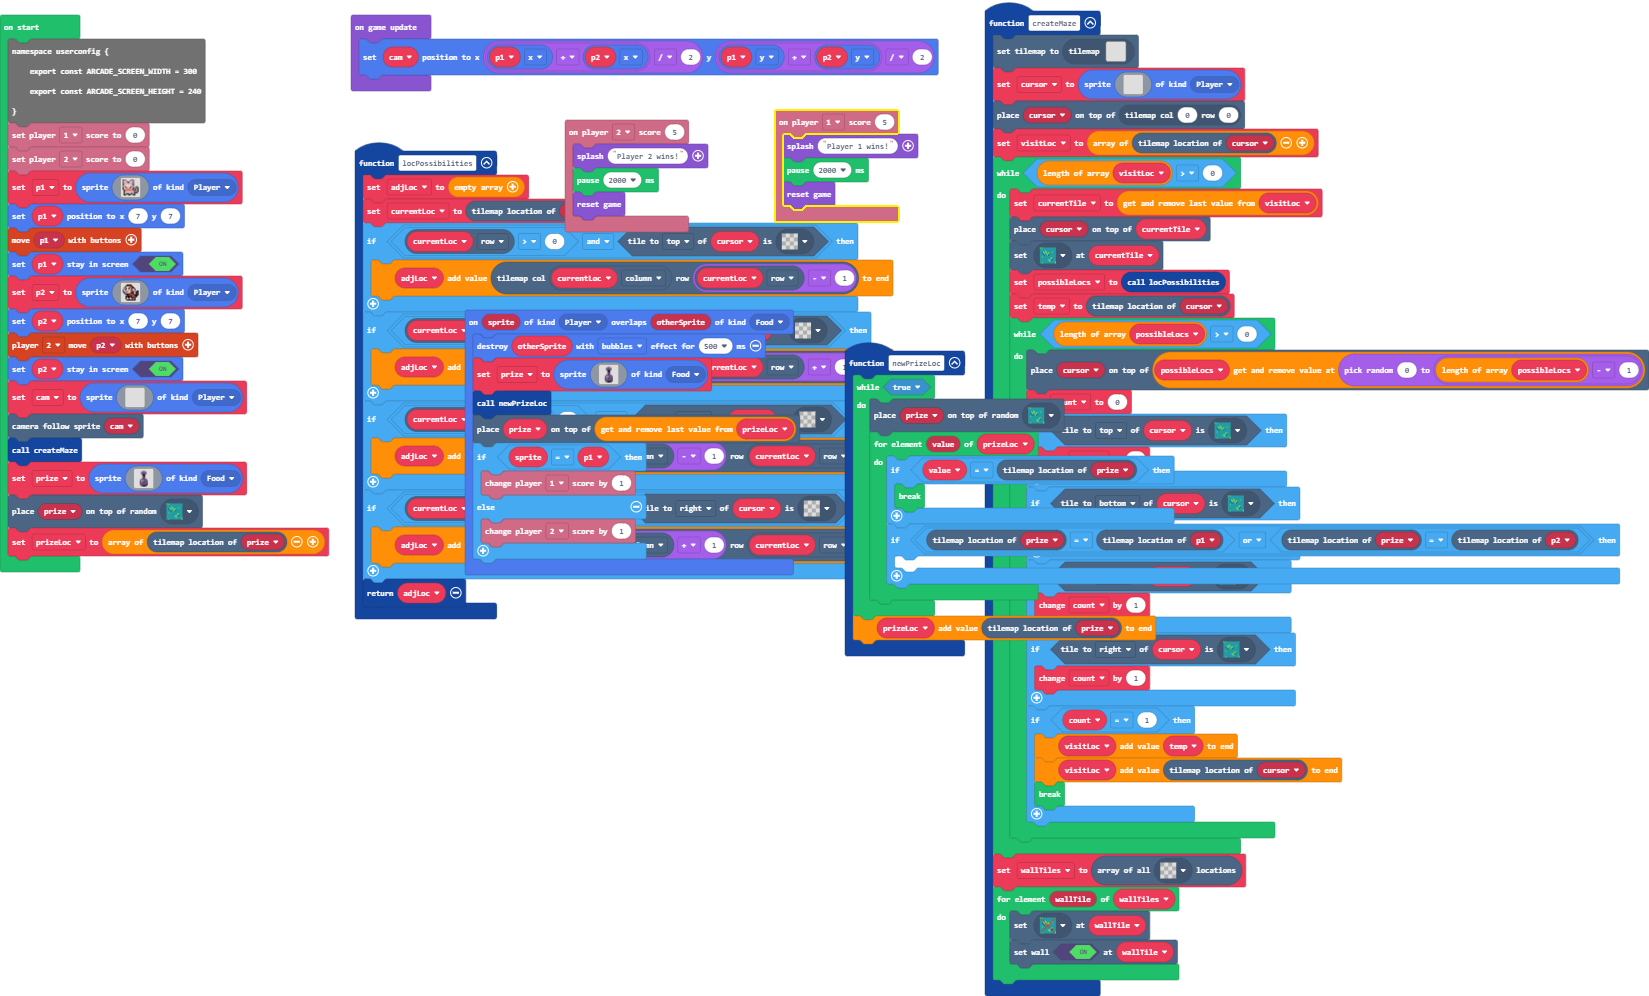 on start
namespace userconfig {
export const ARCADE_SCREEN_WIDTH = 300
export const ARCADE_SCREEN_HEIGHT = 240
}
set player 1 score to 0
set player 2 score to 0
set p1 to sprite of kind Player
set p1 position to x 7 y 7
move p1 with buttons
set p1 stay in screen ON
set p2 to sprite of kind Player
set p2 position to x 7 y 7
player 2 move p2 with buttons
set p2 stay in screen ON
set cam to sprite of kind Player
camera follow sprite cam
call createMaze
set prize to sprite of kind Food
place prize on top of random
set prizeLoc to array of tilemap location of prize
on game update
set cam position to x p1 x + p2 x / 2 y p1 y + p2 y / 2
function locPossibilities
set adjLoc to empty array
set currentLoc to tilemap location of
if currentLoc row > 0 and tile to top of cursor is then
adjLoc add value tilemap col currentLoc column row currentLoc row - 1 to end
if currentLoc then
adjLoc add rrentLoc row + 1
if currentLoc
adjLoc add - 1 row currentLoc row
if currentLoc ile to right of cursor is
adjLoc add + 1 row currentLoc row
return adjLoc
on player 2 score 5
splash "Player 2 wins!"
pause 2000 ms
reset game
on player 1 score 5
splash "Player 1 wins!"
pause 2000 ms
reset game
on sprite of kind Player overlaps otherSprite of kind Food
destroy otherSprite with bubbles effect for 500 ms
set prize to sprite of kind Food
call newPrizeLoc
place prize on top of get and remove last value from prizeLoc
if sprite = p1 then
change player 1 score by 1
else
change player 2 score by 1
function newPrizeLoc
while true
do
place prize on top of random
for element value of prizeLoc
do
if value = tilemap location of prize then
break
if tilemap location of prize = tilemap location of p1 or tilemap location of prize = tilemap location of p2 then
prizeLoc add value tilemap location of prize to end
function createMaze
set tilemap to tilemap
set cursor to sprite of kind Player
place cursor on top of tilemap col 0 row 0
set visitLoc to array of tilemap location of cursor
while length of array visitLoc > 0
do
set currentTile to get and remove last value from visitLoc
place cursor on top of currentTile
set at currentTile
set possibleLocs to call locPossibilities
set temp to tilemap location of cursor
while length of array possibleLocs > 0
do
place cursor on top of possibleLocs get and remove value at pick random 0 to length of array possibleLocs - 1
unt to 0
ile to top of cursor is then
if tile to bottom of cursor is then
change count by 1
if tile to right of cursor is then
change count by 1
if count = 1 then
visitLoc add value temp to end
visitLoc add value tilemap location of cursor to end
break
set wallTiles to array of all locations
for element wallTile of wallTiles
do
set at wallTile
set wall ON at wallTile